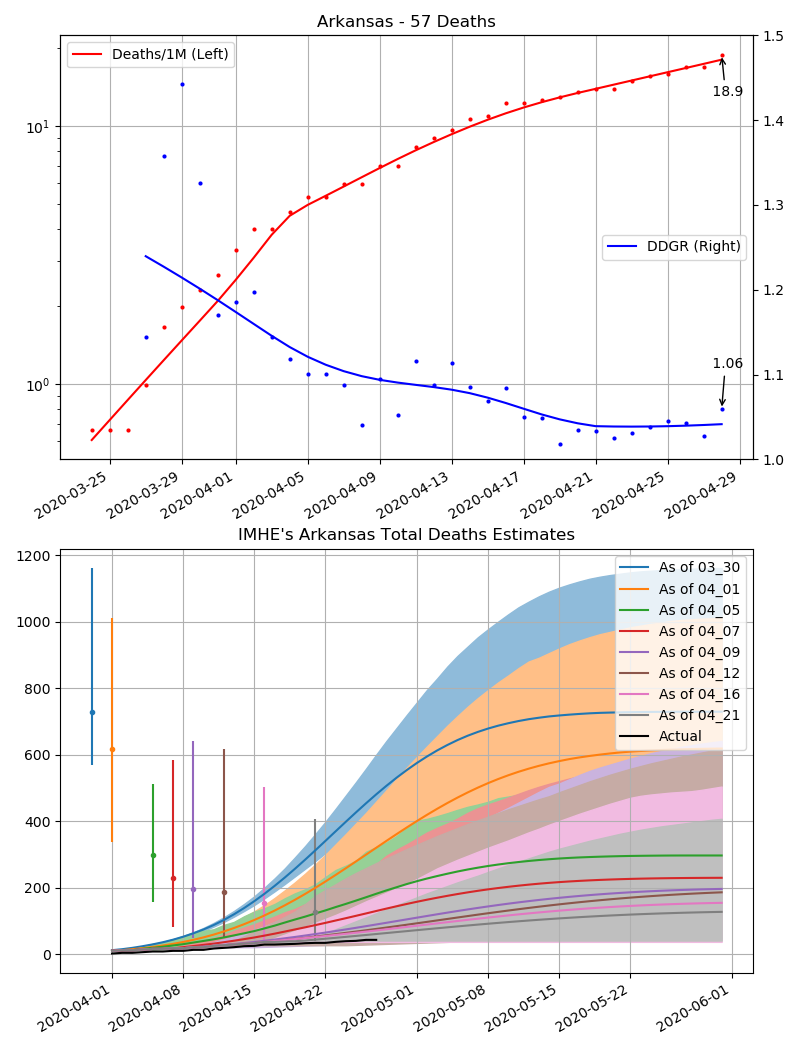 Arkansas - 57 Deaths
Deaths/1M (Left)
DDGR (Right)
18.9
1.06
10¹
10⁰
1.5
1.4
1.3
1.2
1.1
1.0
2020-03-25
2020-03-29
2020-04-01
2020-04-05
2020-04-09
2020-04-13
2020-04-17
2020-04-21
2020-04-25
2020-04-29
IMHE's Arkansas Total Deaths Estimates
1200
1000
800
600
400
200
0
As of 03_30
As of 04_01
As of 04_05
As of 04_07
As of 04_09
As of 04_12
As of 04_16
As of 04_21
Actual
2020-04-01
2020-04-08
2020-04-15
2020-04-22
2020-05-01
2020-05-08
2020-05-15
2020-05-22
2020-06-01